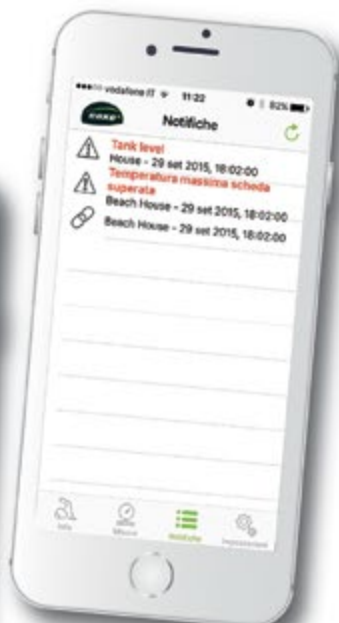 vodafone IT 11:22 82%
Notifiche
Tank level
House - 29 set 2015, 18:02:00
Temperatura massima scheda
superata
Beach House - 29 set 2015, 18:02:00
Beach House - 29 set 2015, 18:02:00
Info Misure Notifiche Impostazioni